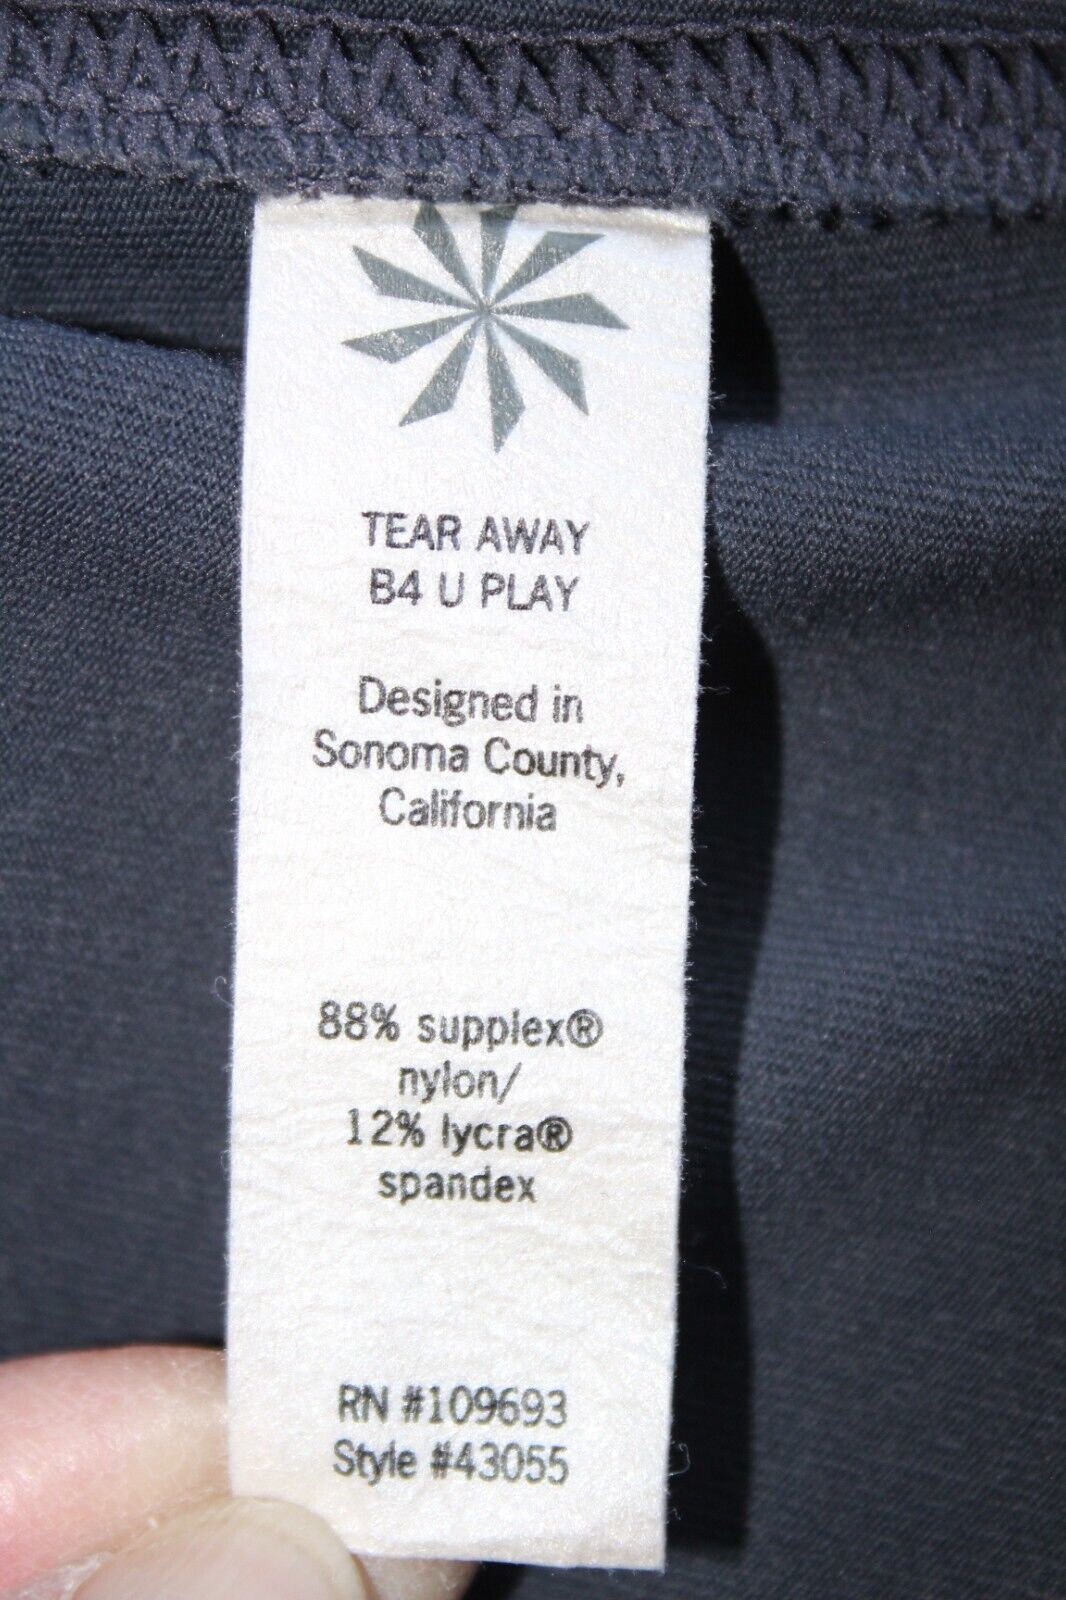 TEAR AWAY
B4 U PLAY
Designed in
Sonoma County,
California
88% supplex®
nylon/
12% lycra®
spandex
RN #109693
Style #43055